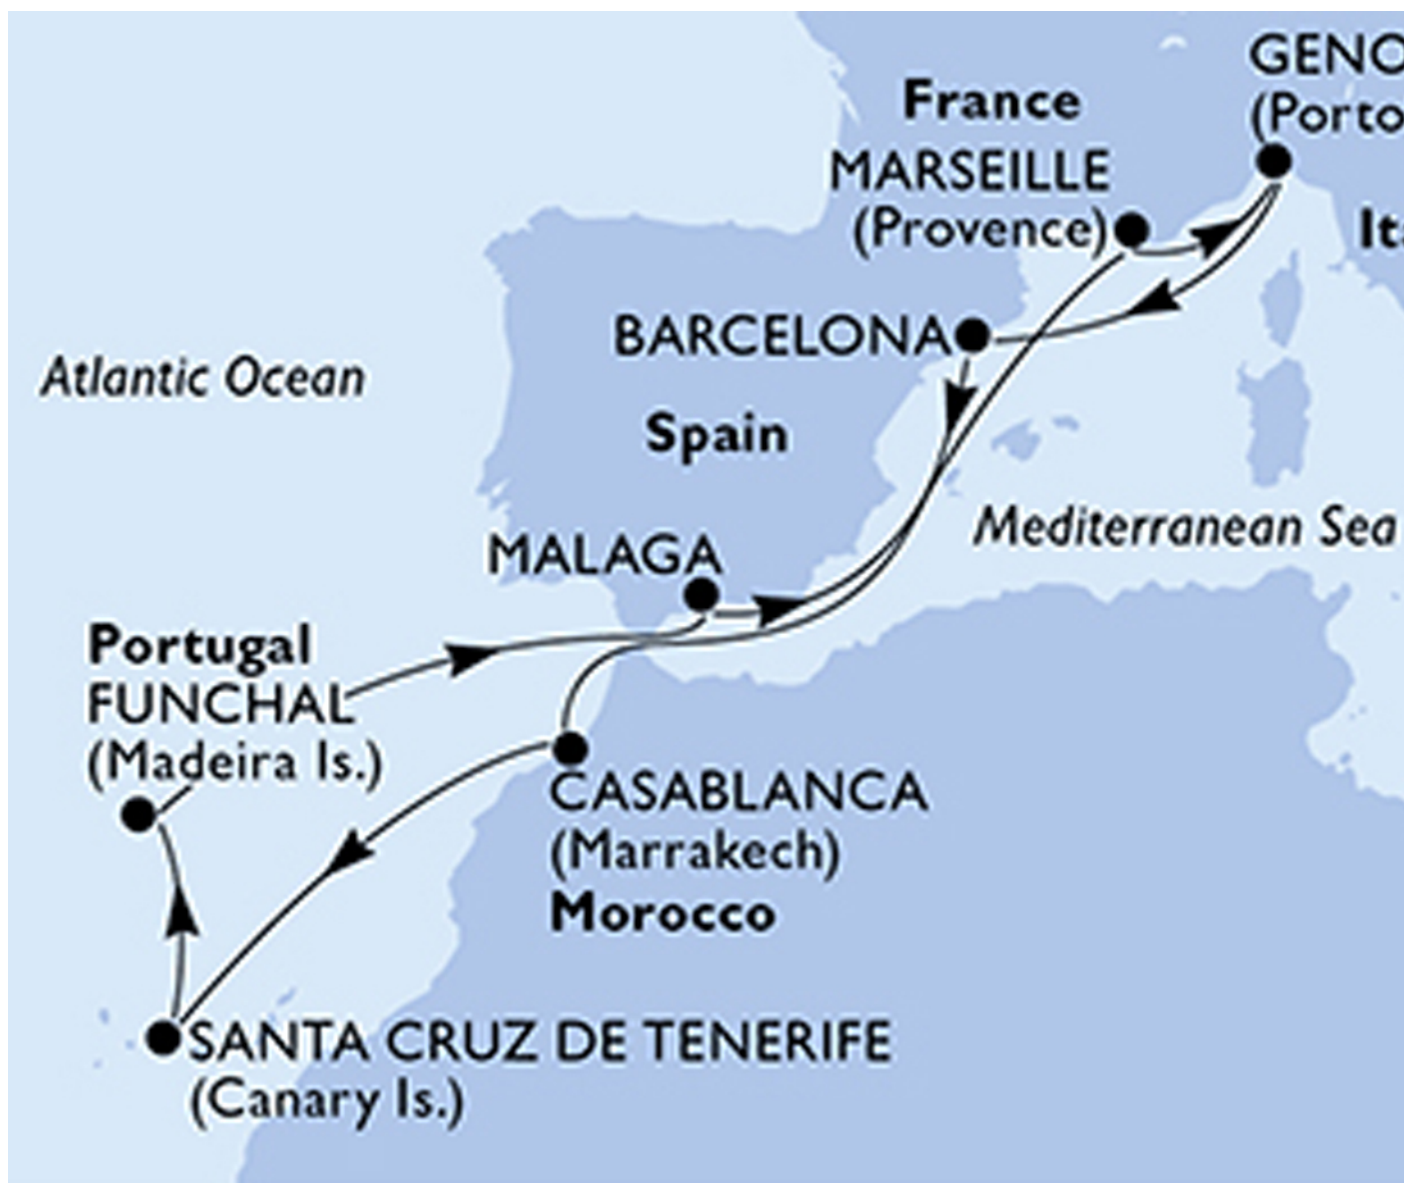 GENO
(Porto
France
MARSEILLE
(Provence)
BARCELONA
Atlantic Ocean
Spain
Mediterranean Sea
MALAGA
Portugal
FUNCHAL
(Madeira Is.)
CASABLANCA
(Marrakech)
Morocco
SANTA CRUZ DE TENERIFE
(Canary Is.)